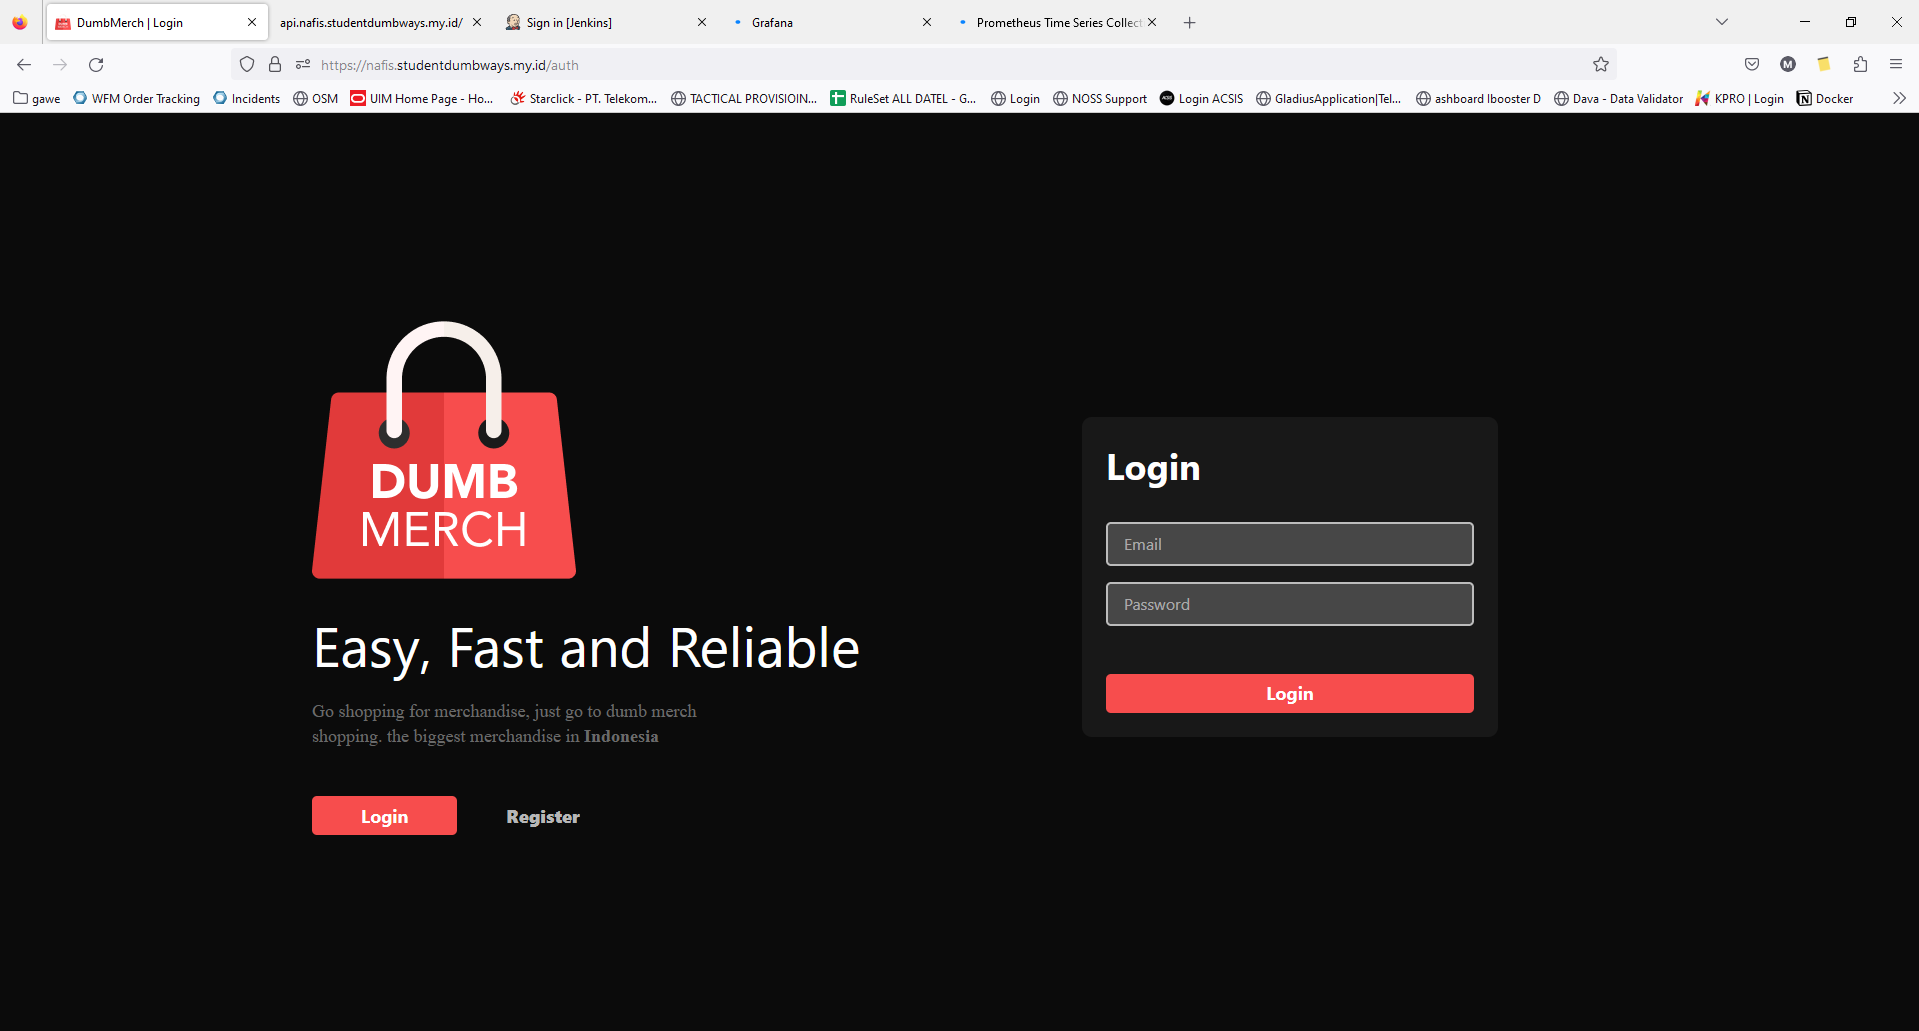 DumbMerch | Login
api.nafis.studentdumbways.my.id/
Sign in [Jenkins]
Grafana
Prometheus Time Series Collect
https://nafis.studentdumbways.my.id/auth
M
gawe
WFM Order Tracking
Incidents
OSM
UIM Home Page - Ho...
Starclick - PT. Telekom...
TACTICAL PROVISIOIN...
RuleSet ALL DATEL - G...
Login
NOSS Support
Login ACSIS
GladiusApplication|Tel...
ashboard Ibooster D
Dava - Data Validator
KPRO | Login
Docker
DUMB
MERCH
Easy, Fast and Reliable
Go shopping for merchandise, just go to dumb merch
shopping. the biggest merchandise in Indonesia
Login
Register
Login
Email
Password
Login